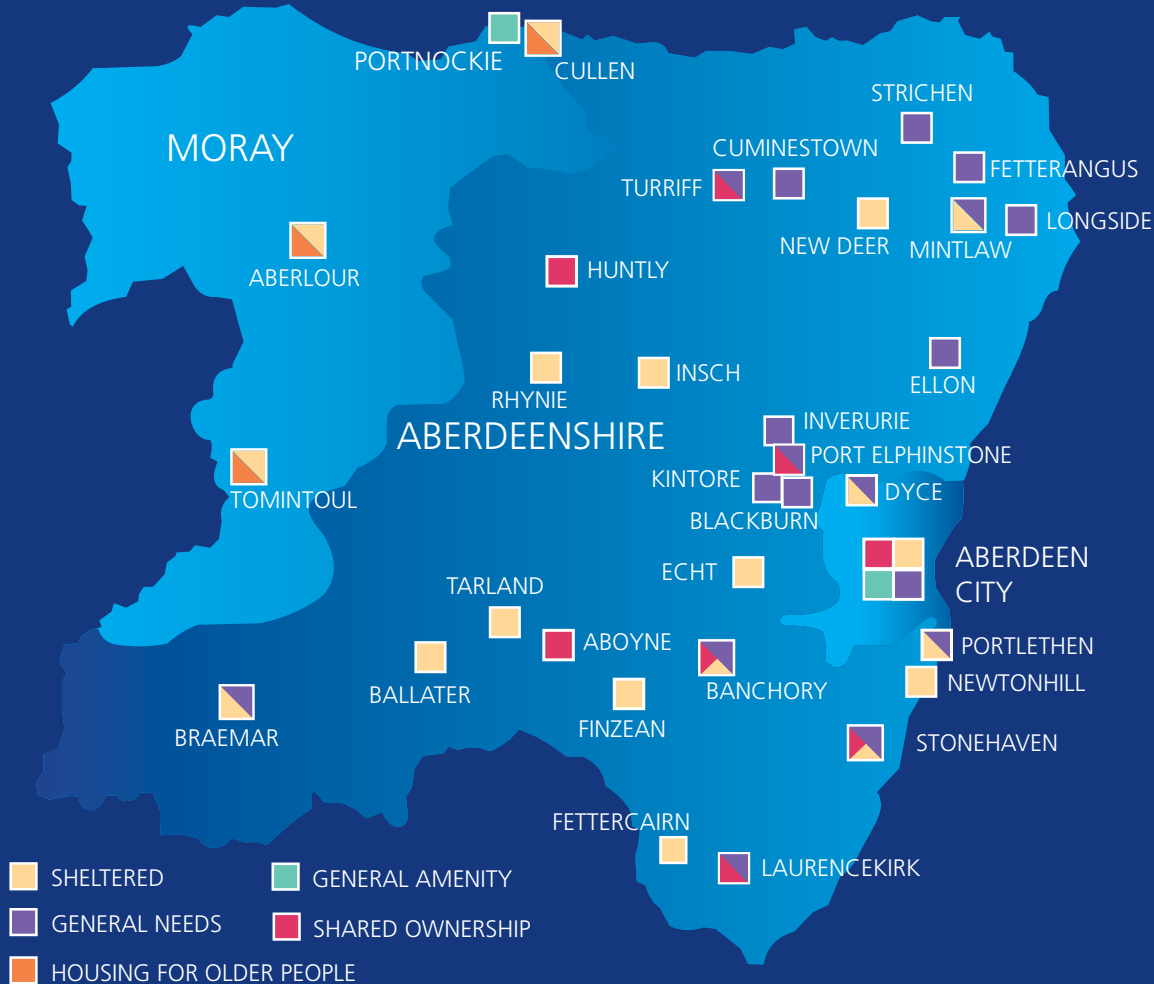 PORTNOCKIE
CULLEN
STRICHEN
MORAY
CUMINESTOWN
FETTERANGUS
TURRIFF
LONGSIDE
NEW DEER
MINTLAW
ABERLOUR
HUNTLY
INSCH
ELLON
RHYNIE
INVERURIE
ABERDEENSHIRE
PORT ELPHINSTONE
KINTORE
DYCE
TOMINTOUL
BLACKBURN
ABERDEEN
CITY
ECHT
TARLAND
ABOYNE
PORTLETHEN
NEWTONHILL
BALLATER
BANCHORY
FINZEAN
BRAEMAR
STONEHAVEN
FETTERCAIRN
LAURENCEKIRK
SHELTERED
GENERAL AMENITY
GENERAL NEEDS
SHARED OWNERSHIP
HOUSING FOR OLDER PEOPLE